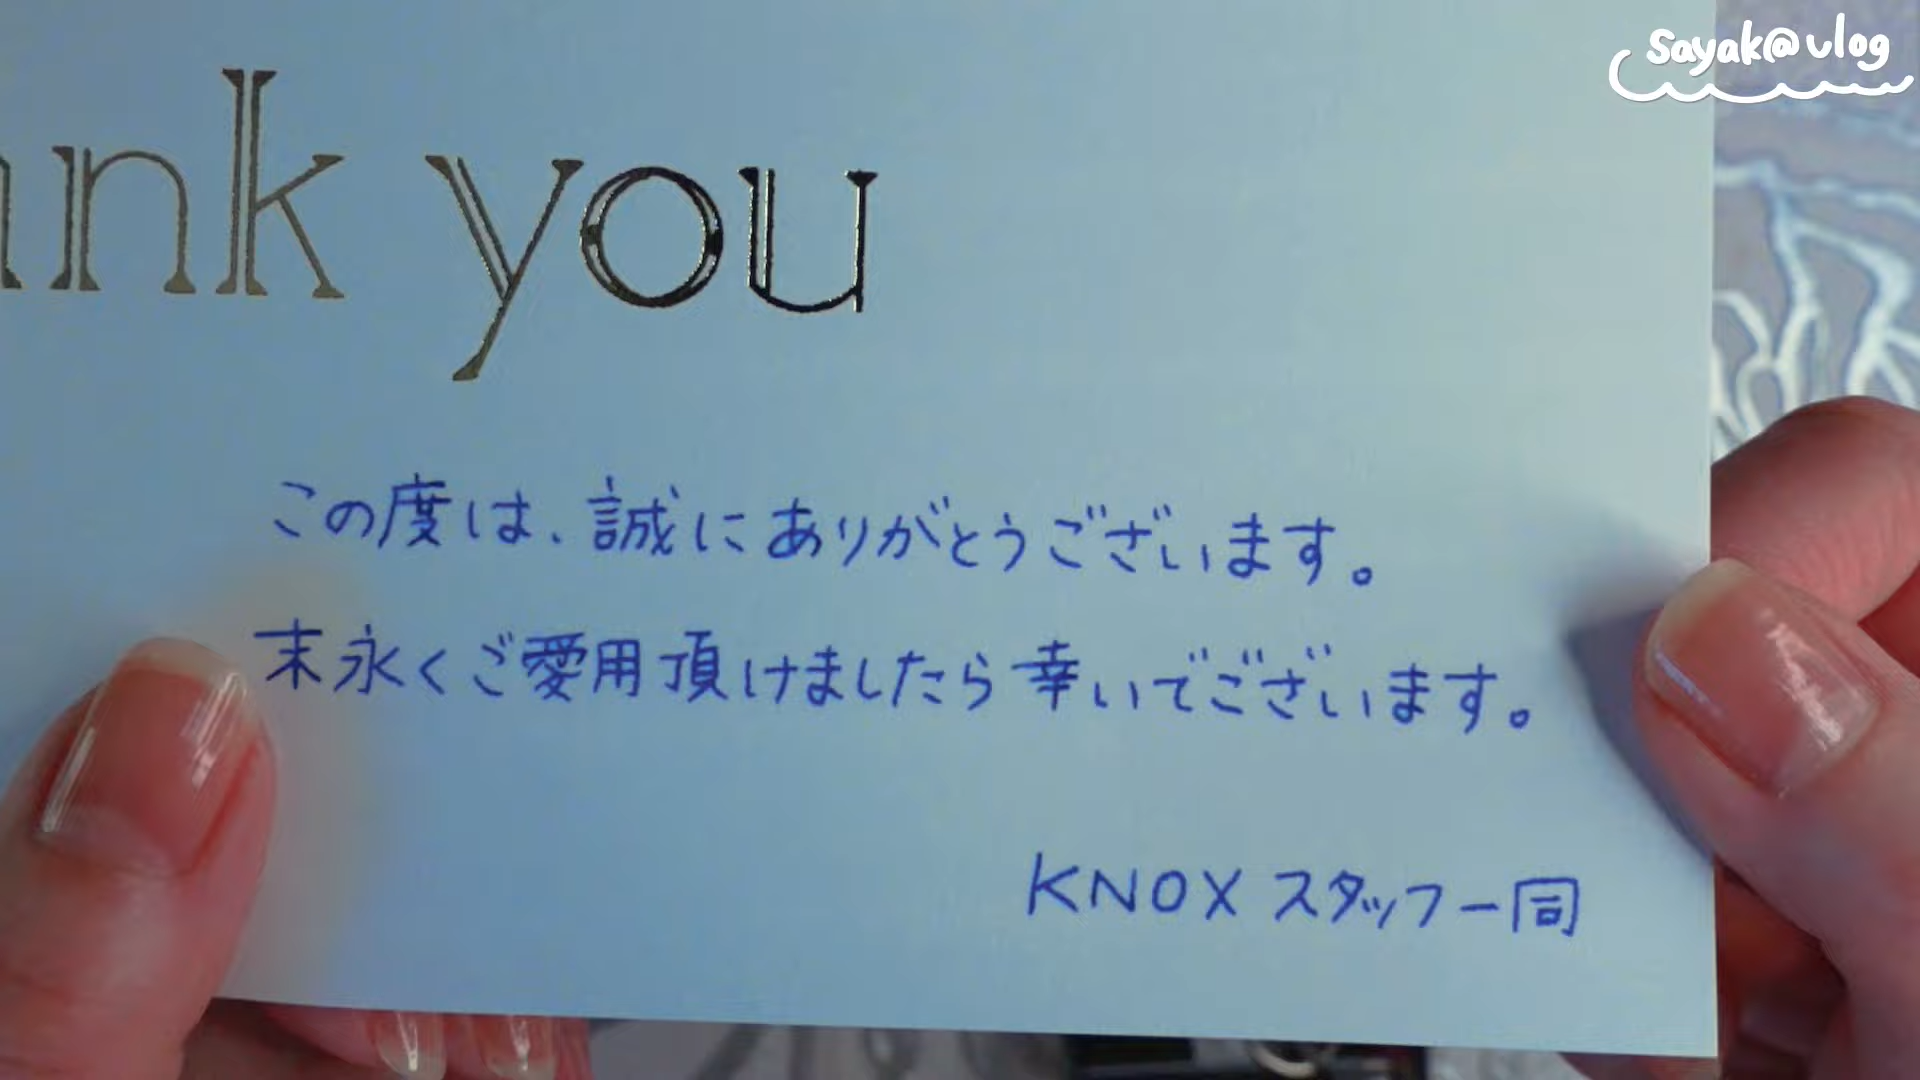 Sayak@vlog
ank you
この度は、誠にありがとうございます。
末永くご愛用頂けましたら幸いでございます。
KNOX スタッフ一同